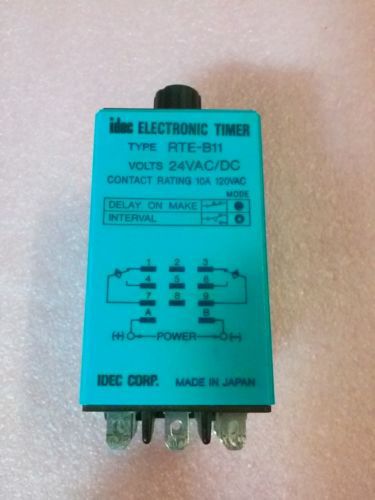 idec ELECTRONIC TIMER
TYPE RTE-B11
VOLTS 24VAC/DC
CONTACT RATING 10A 120VAC
MODE
DELAY ON MAKE
INTERVAL
1 2 3
4 5 6
7 8 9
A B
(+) POWER (-)
IDEC CORP. MADE IN JAPAN